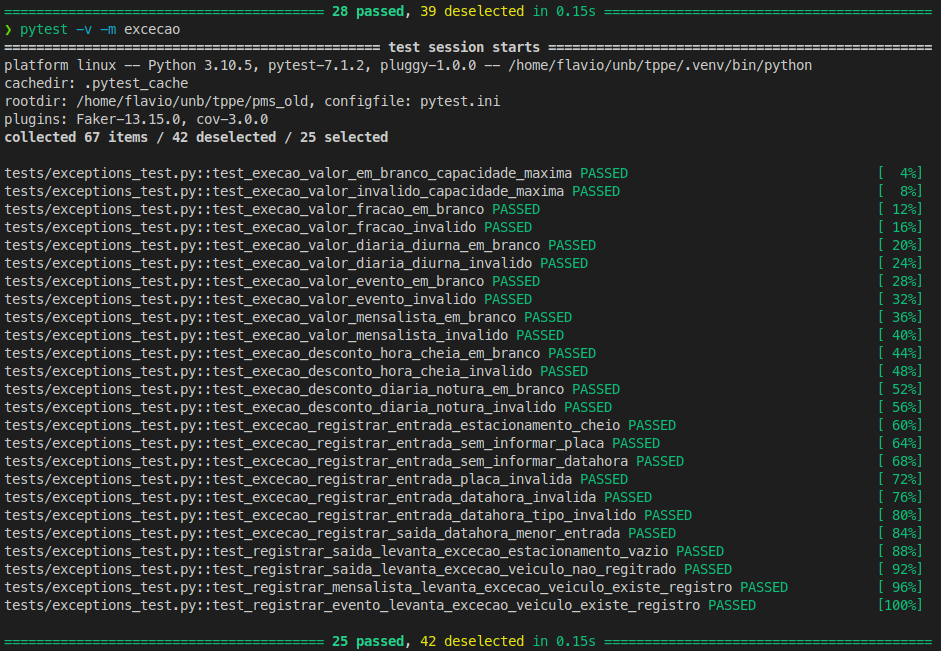 ======================================== 28 passed, 39 deselected in 0.15s =========================================
❯ pytest -v -m excecao
=============================================== test session starts ================================================
platform linux -- Python 3.10.5, pytest-7.1.2, pluggy-1.0.0 -- /home/flavio/unb/tppe/.venv/bin/python
cachedir: .pytest_cache
rootdir: /home/flavio/unb/tppe/pms_old, configfile: pytest.ini
plugins: Faker-13.15.0, cov-3.0.0
collected 67 items / 42 deselected / 25 selected
tests/exceptions_test.py::test_execao_valor_em_branco_capacidade_maxima PASSED [  4%]
tests/exceptions_test.py::test_execao_valor_invalido_capacidade_maxima PASSED [  8%]
tests/exceptions_test.py::test_execao_valor_fracao_em_branco PASSED [ 12%]
tests/exceptions_test.py::test_execao_valor_fracao_invalido PASSED [ 16%]
tests/exceptions_test.py::test_execao_valor_diaria_diurna_em_branco PASSED [ 20%]
tests/exceptions_test.py::test_execao_valor_diaria_diurna_invalido PASSED [ 24%]
tests/exceptions_test.py::test_execao_valor_evento_em_branco PASSED [ 28%]
tests/exceptions_test.py::test_execao_valor_evento_invalido PASSED [ 32%]
tests/exceptions_test.py::test_execao_valor_mensalista_em_branco PASSED [ 36%]
tests/exceptions_test.py::test_execao_valor_mensalista_invalido PASSED [ 40%]
tests/exceptions_test.py::test_execao_desconto_hora_cheia_em_branco PASSED [ 44%]
tests/exceptions_test.py::test_execao_desconto_hora_cheia_invalido PASSED [ 48%]
tests/exceptions_test.py::test_execao_desconto_diaria_notura_em_branco PASSED [ 52%]
tests/exceptions_test.py::test_execao_desconto_diaria_notura_invalido PASSED [ 56%]
tests/exceptions_test.py::test_excecao_registrar_entrada_estacionamento_cheio PASSED [ 60%]
tests/exceptions_test.py::test_excecao_registrar_entrada_sem_informar_placa PASSED [ 64%]
tests/exceptions_test.py::test_excecao_registrar_entrada_sem_informar_datahora PASSED [ 68%]
tests/exceptions_test.py::test_excecao_registrar_entrada_placa_invalida PASSED [ 72%]
tests/exceptions_test.py::test_excecao_registrar_entrada_datahora_invalida PASSED [ 76%]
tests/exceptions_test.py::test_excecao_registrar_entrada_datahora_tipo_invalido PASSED [ 80%]
tests/exceptions_test.py::test_excecao_registrar_saida_datahora_menor_entrada PASSED [ 84%]
tests/exceptions_test.py::test_registrar_saida_levanta_excecao_estacionamento_vazio PASSED [ 88%]
tests/exceptions_test.py::test_registrar_saida_levanta_excecao_veiculo_nao_regitrado PASSED [ 92%]
tests/exceptions_test.py::test_registrar_mensalista_levanta_excecao_veiculo_existe_registro PASSED [ 96%]
tests/exceptions_test.py::test_registrar_evento_levanta_excecao_veiculo_existe_registro PASSED [100%]
======================================== 25 passed, 42 deselected in 0.15s =========================================